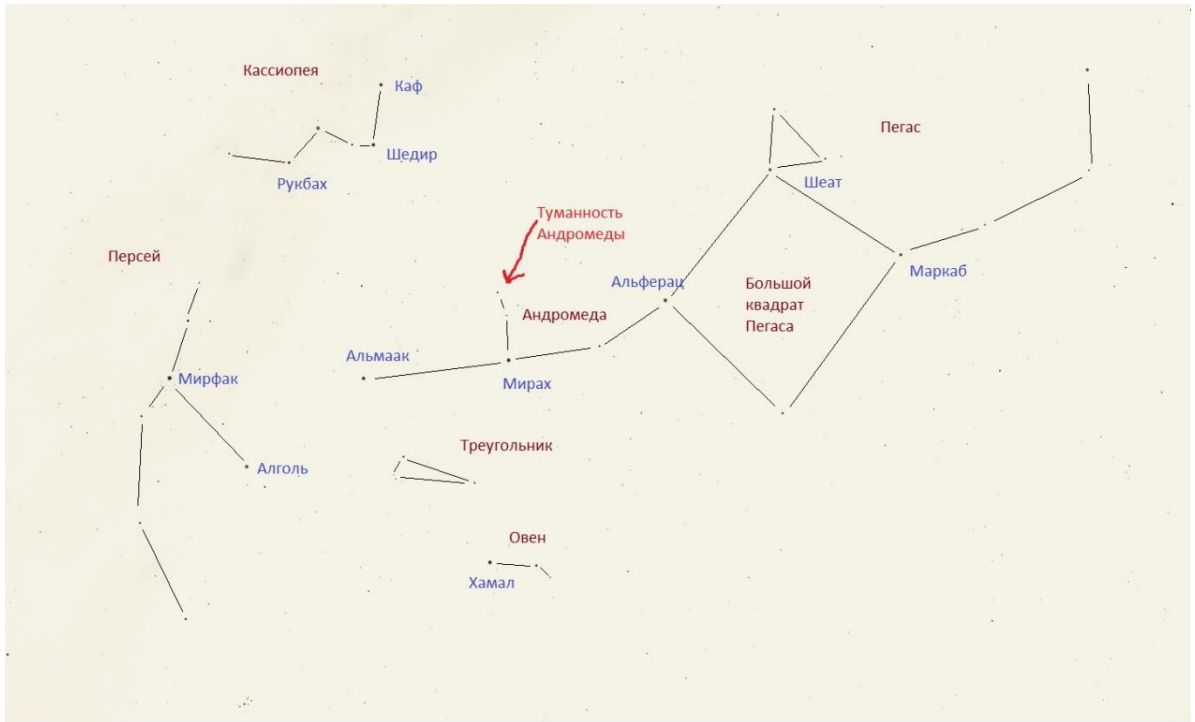 Кассиопея
Каф
Шедир
Рукбах
Пегас
Шеат
Туманность
Андромеды
Персей
Маркаб
Альферац
Большой
квадрат
Пегаса
Андромеда
Альмаак
Мирах
Мирфак
Треугольник
Алголь
Овен
Хамал